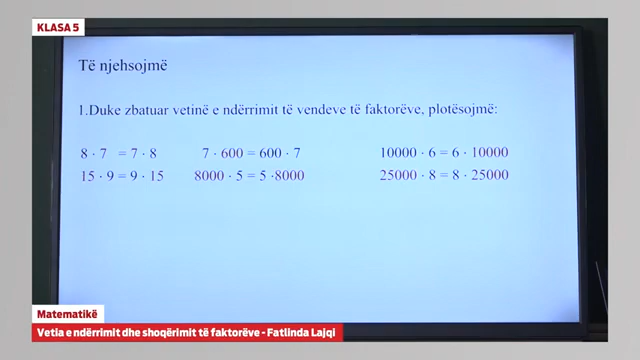 KLASA 5
Të njehsojmë
1.Duke zbatuar vetinë e ndërrimit të vendeve të faktorëve, plotësojmë:
8 · 7 = 7 · 8 7 · 600 = 600 · 7 10000 · 6 = 6 · 10000
15 · 9 = 9 · 15 8000 · 5 = 5 ·8000 25000 · 8 = 8 · 25000
Matematikë
Vetia e ndërrimit dhe shoqërimit të faktorëve - Fatlinda Lajqi